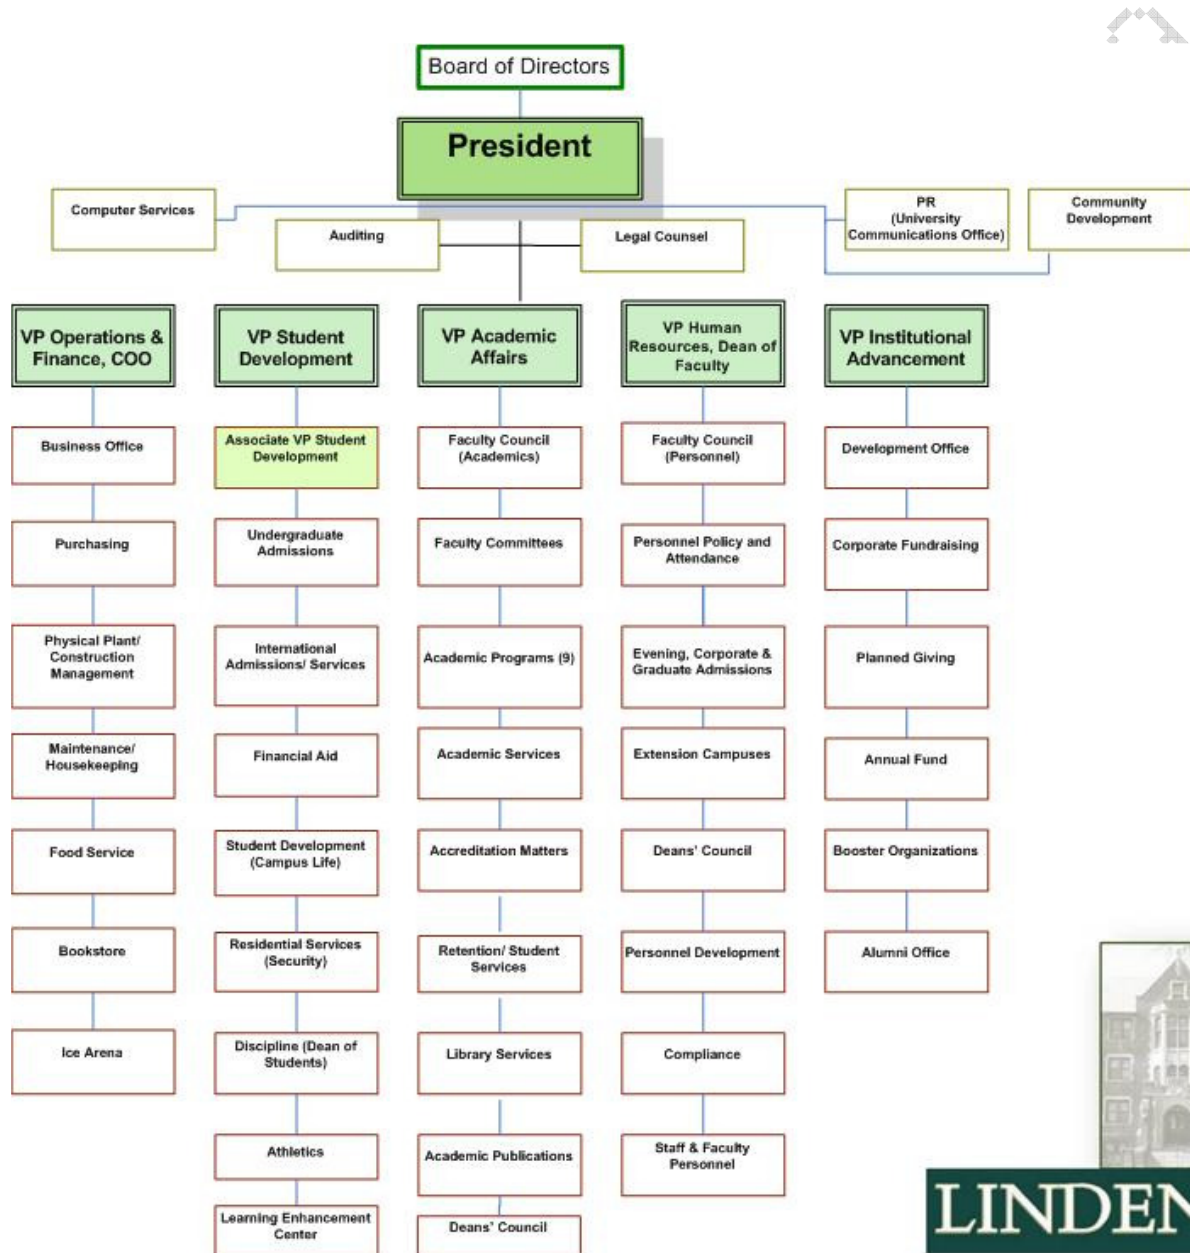 Board of Directors
President
Computer Services
Auditing
Legal Counsel
PR
(University
Communications Office)
Community
Development
VP Operations &
Finance, COO
VP Student
Development
VP Academic
Affairs
VP Human
Resources, Dean of
Faculty
VP Institutional
Advancement
Business Office
Purchasing
Physical Plant/
Construction
Management
Maintenance/
Housekeeping
Food Service
Bookstore
Ice Arena
Associate VP Student
Development
Undergraduate
Admissions
International
Admissions/ Services
Financial Aid
Student Development
(Campus Life)
Residential Services
(Security)
Discipline (Dean of
Students)
Athletics
Learning Enhancement
Center
Faculty Council
(Academics)
Faculty Committees
Academic Programs (9)
Academic Services
Accreditation Matters
Retention/ Student
Services
Library Services
Academic Publications
Deans' Council
Faculty Council
(Personnel)
Personnel Policy and
Attendance
Evening, Corporate &
Graduate Admissions
Extension Campuses
Deans' Council
Personnel Development
Compliance
Staff & Faculty
Personnel
Development Office
Corporate Fundraising
Planned Giving
Annual Fund
Booster Organizations
Alumni Office
LINDEN